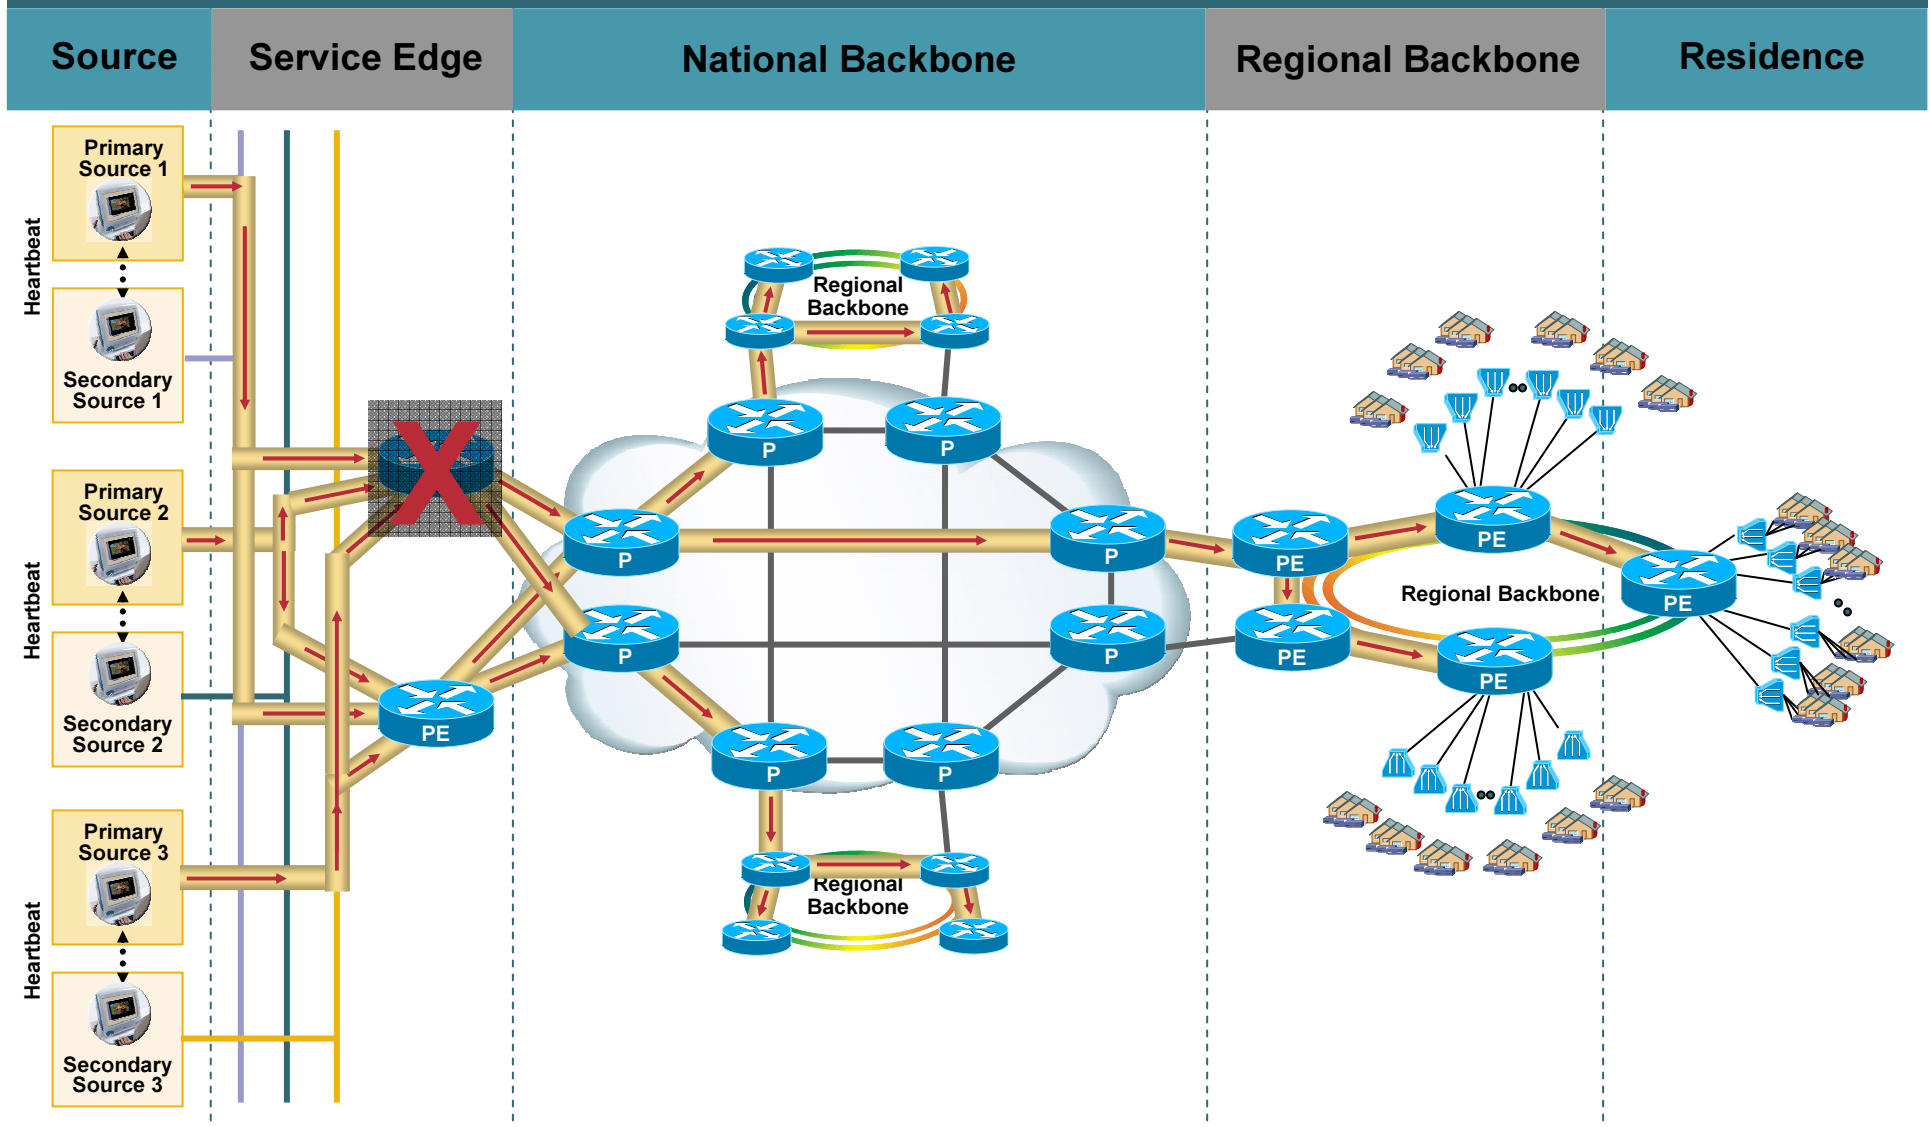 Source
Service Edge
National Backbone
Regional Backbone
Residence
Heartbeat
Primary
Source 1
Secondary
Source 1
Heartbeat
Primary
Source 2
Secondary
Source 2
Heartbeat
Primary
Source 3
Secondary
Source 3
X
PE
Regional
Backbone
P
P
P
P
P
P
P
P
Regional
Backbone
PE
PE
PE
PE
PE
Regional Backbone